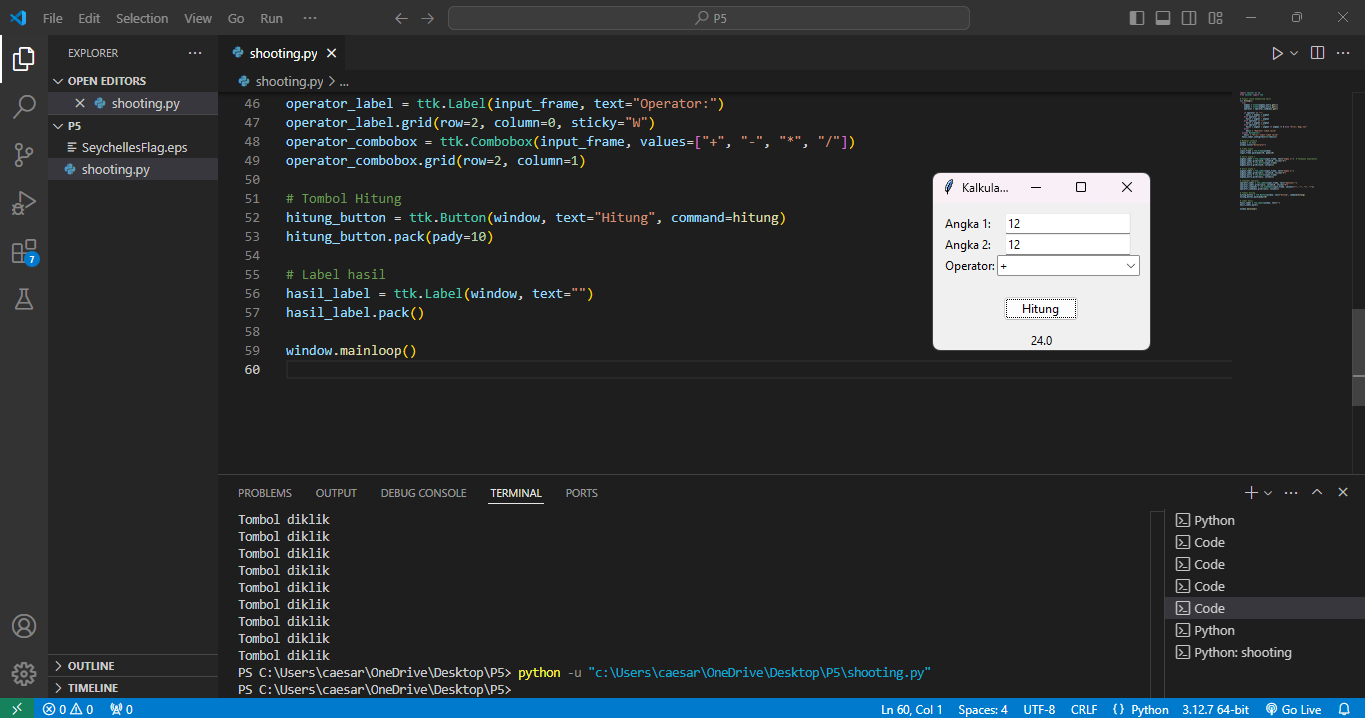 File Edit Selection View Go Run ··· P5
EXPLORER ···
OPEN EDITORS
shooting.py
P5
SeychellesFlag.eps
shooting.py
OUTLINE
TIMELINE
7
shooting.py
shooting.py > ...
46 operator_label = ttk.Label(input_frame, text="Operator:")
47 operator_label.grid(row=2, column=0, sticky="W")
48 operator_combobox = ttk.Combobox(input_frame, values=["+", "-", "*", "/"])
49 operator_combobox.grid(row=2, column=1)
50
51 # Tombol Hitung
52 hitung_button = ttk.Button(window, text="Hitung", command=hitung)
53 hitung_button.pack(pady=10)
54
55 # Label hasil
56 hasil_label = ttk.Label(window, text="")
57 hasil_label.pack()
58
59 window.mainloop()
60
Kalkula...
Angka 1: 12
Angka 2: 12
Operator: +
Hitung
24.0
PROBLEMS OUTPUT DEBUG CONSOLE TERMINAL PORTS
Tombol diklik
Tombol diklik
Tombol diklik
Tombol diklik
Tombol diklik
Tombol diklik
Tombol diklik
Tombol diklik
Tombol diklik
PS C:\Users\caesar\OneDrive\Desktop\P5> python -u "c:\Users\caesar\OneDrive\Desktop\P5\shooting.py"
PS C:\Users\caesar\OneDrive\Desktop\P5>
Python
Code
Code
Code
Code
Python
Python: shooting
0 0 0 Ln 60, Col 1 Spaces: 4 UTF-8 CRLF {} Python 3.12.7 64-bit Go Live